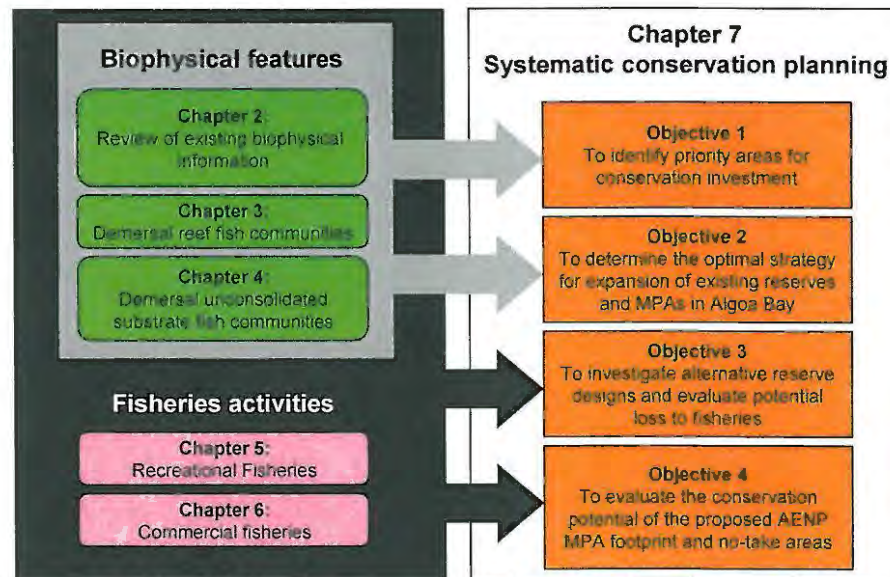 Biophysical features
Chapter 2:
Review of existing biophysical
information
Chapter 3:
Demersal reef fish communities
Chapter 4:
Demersal unconsolidated
substrate fish communities
Fisheries activities
Chapter 5:
Recreational Fisheries
Chapter 6:
Commercial fisheries
Chapter 7
Systematic conservation planning
Objective 1
To identify priority areas for
conservation investment
Objective 2
To determine the optimal strategy
for expansion of existing reserves
and MPAs in Algoa Bay
Objective 3
To investigate alternative reserve
designs and evaluate potential
loss to fisheries
Objective 4
To evaluate the conservation
potential of the proposed AENP
MPA footprint and no-take areas